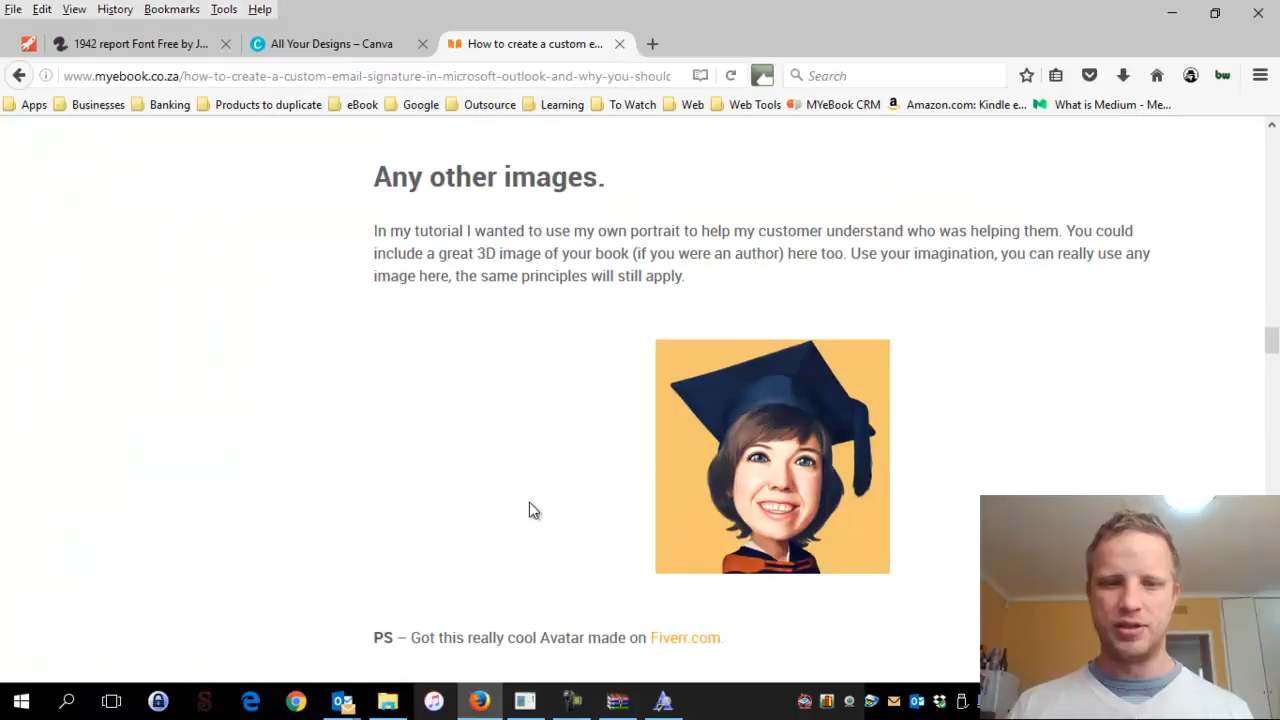 File Edit View History Bookmarks Tools Help
1942 report Font Free by J... All Your Designs – Canva How to create a custom e...
www.myebook.co.za/how-to-create-a-custom-email-signature-in-microsoft-outlook-and-why-you-shoulc Search
Apps Businesses Banking Products to duplicate eBook Google Outsource Learning To Watch Web Web Tools MYeBook CRM Amazon.com: Kindle e... What is Medium - Me...
Any other images.
In my tutorial I wanted to use my own portrait to help my customer understand who was helping them. You could
include a great 3D image of your book (if you were an author) here too. Use your imagination, you can really use any
image here, the same principles will still apply.
PS – Got this really cool Avatar made on Fiverr.com.